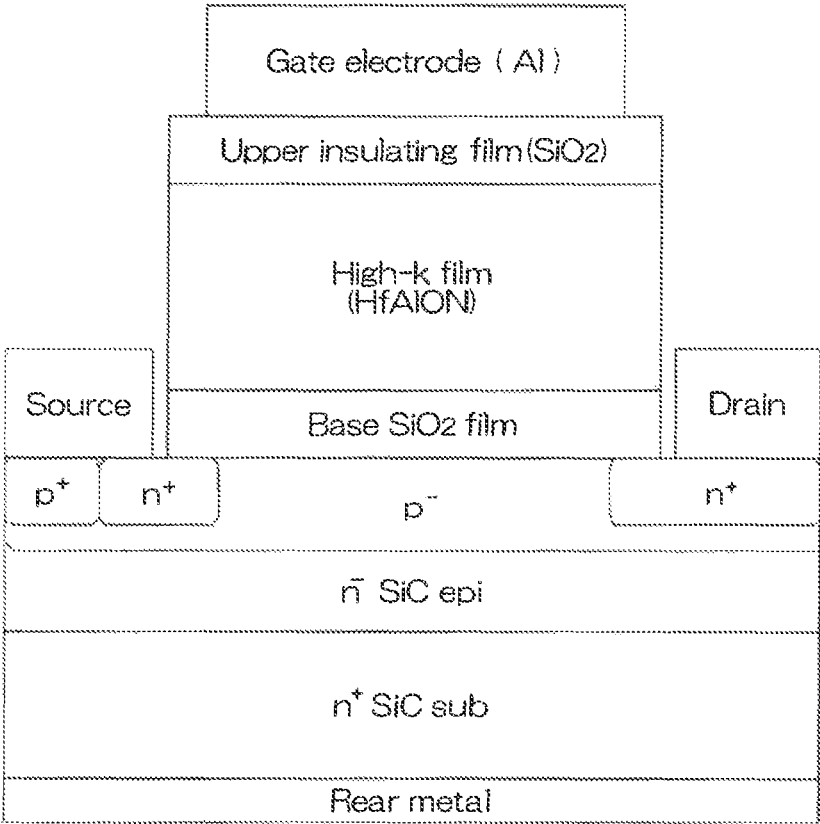 Gate electrode ( Al )
Upper insulating film(SiO2)
High-k film
(HfAlON)
Source
Drain
Base SiO2 film
p+
n+
p-
n+
n- SiC epi
n+ SiC sub
Rear metal